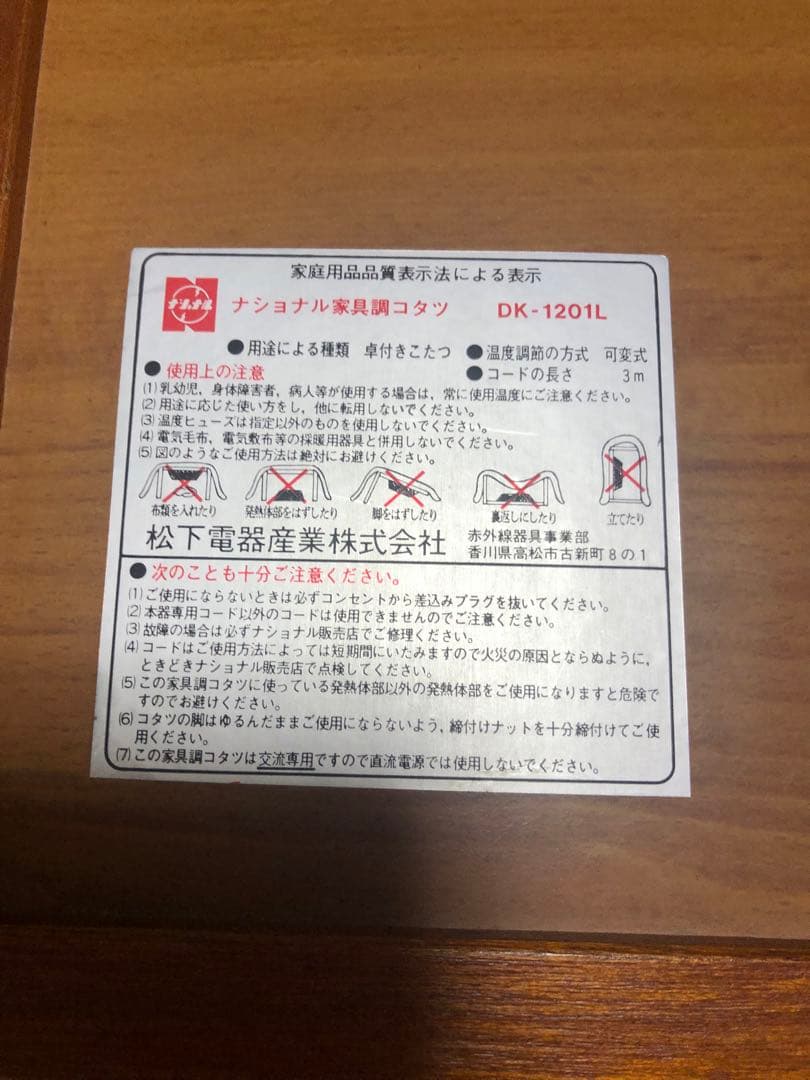 家庭用品品質表示法による表示
ナショナル
ナショナル家具調コタツ DK-1201L
●用途による種類 卓付きこたつ ●温度調節の方式 可変式
●コードの長さ 3m
●使用上の注意
(1)乳幼児，身体障害者，病人等が使用する場合は，常に使用温度にご注意ください。
(2)用途に応じた使い方をし，他に転用しないでください。
(3)温度ヒューズは指定以外のものを使用しないでください。
(4)電気毛布，電気敷布等の採暖用器具と併用しないでください。
(5)図のようなご使用方法は絶対にお避けください。
布類を入れたり 発熱体部をはずしたり 脚をはずしたり 裏返しにしたり 立てたり
松下電器産業株式会社 赤外線器具事業部
香川県高松市古新町8の1
●次のことも十分ご注意ください。
(1)ご使用にならないときは必ずコンセントから差込みプラグを抜いてください。
(2)本器専用コード以外のコードは使用できませんのでご注意ください。
(3)故障の場合は必ずナショナル販売店でご修理ください。
(4)コードはご使用方法によっては短期間にいたみますので火災の原因とならぬように，
ときどきナショナル販売店で点検してください。
(5)この家具調コタツに使っている発熱体部以外の発熱体部をご使用になりますと危険で
すのでお避けください。
(6)コタツの脚はゆるんだままご使用にならないよう，締付けナットを十分締付けてご使
用ください。
(7)この家具調コタツは交流専用ですので直流電源では使用しないでください。